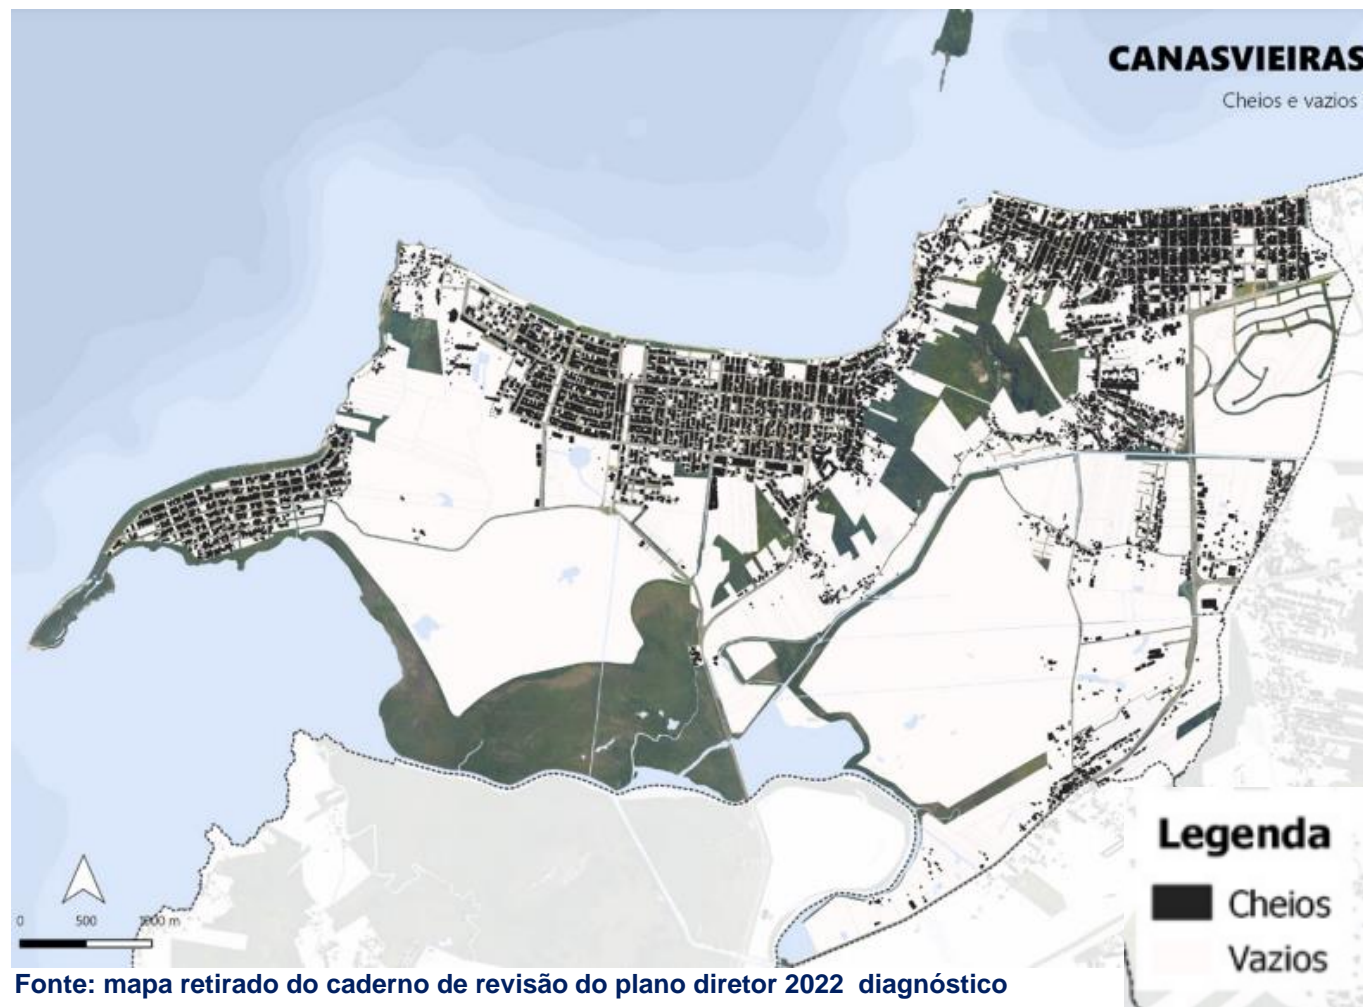 CANASVIEIRAS
Cheios e vazios
0 500 1000 m
Legenda
Cheios
Vazios
Fonte: mapa retirado do caderno de revisão do plano diretor 2022 diagnóstico